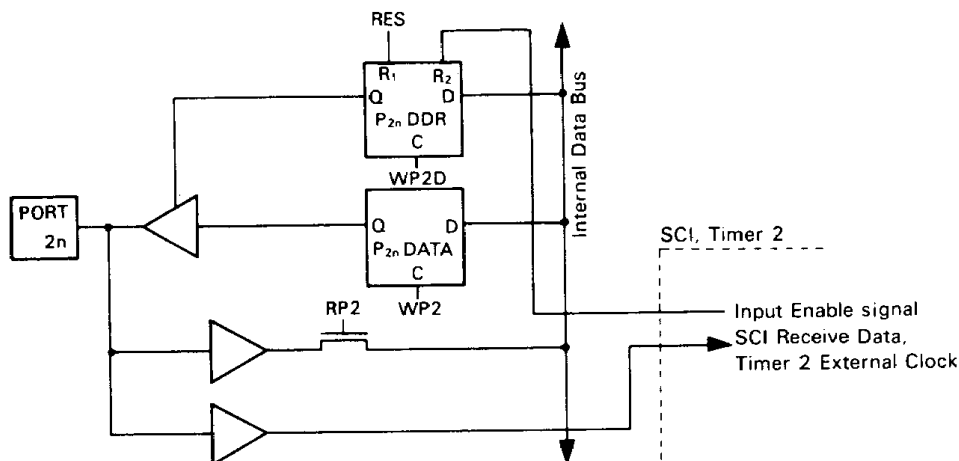 RES
R₁ R₂
Q D
P₂ₙ DDR
C
WP2D
Internal Data Bus
PORT
2n
Q D
P₂ₙ DATA
C
WP2
SCI, Timer 2
RP2
Input Enable signal
SCI Receive Data,
Timer 2 External Clock